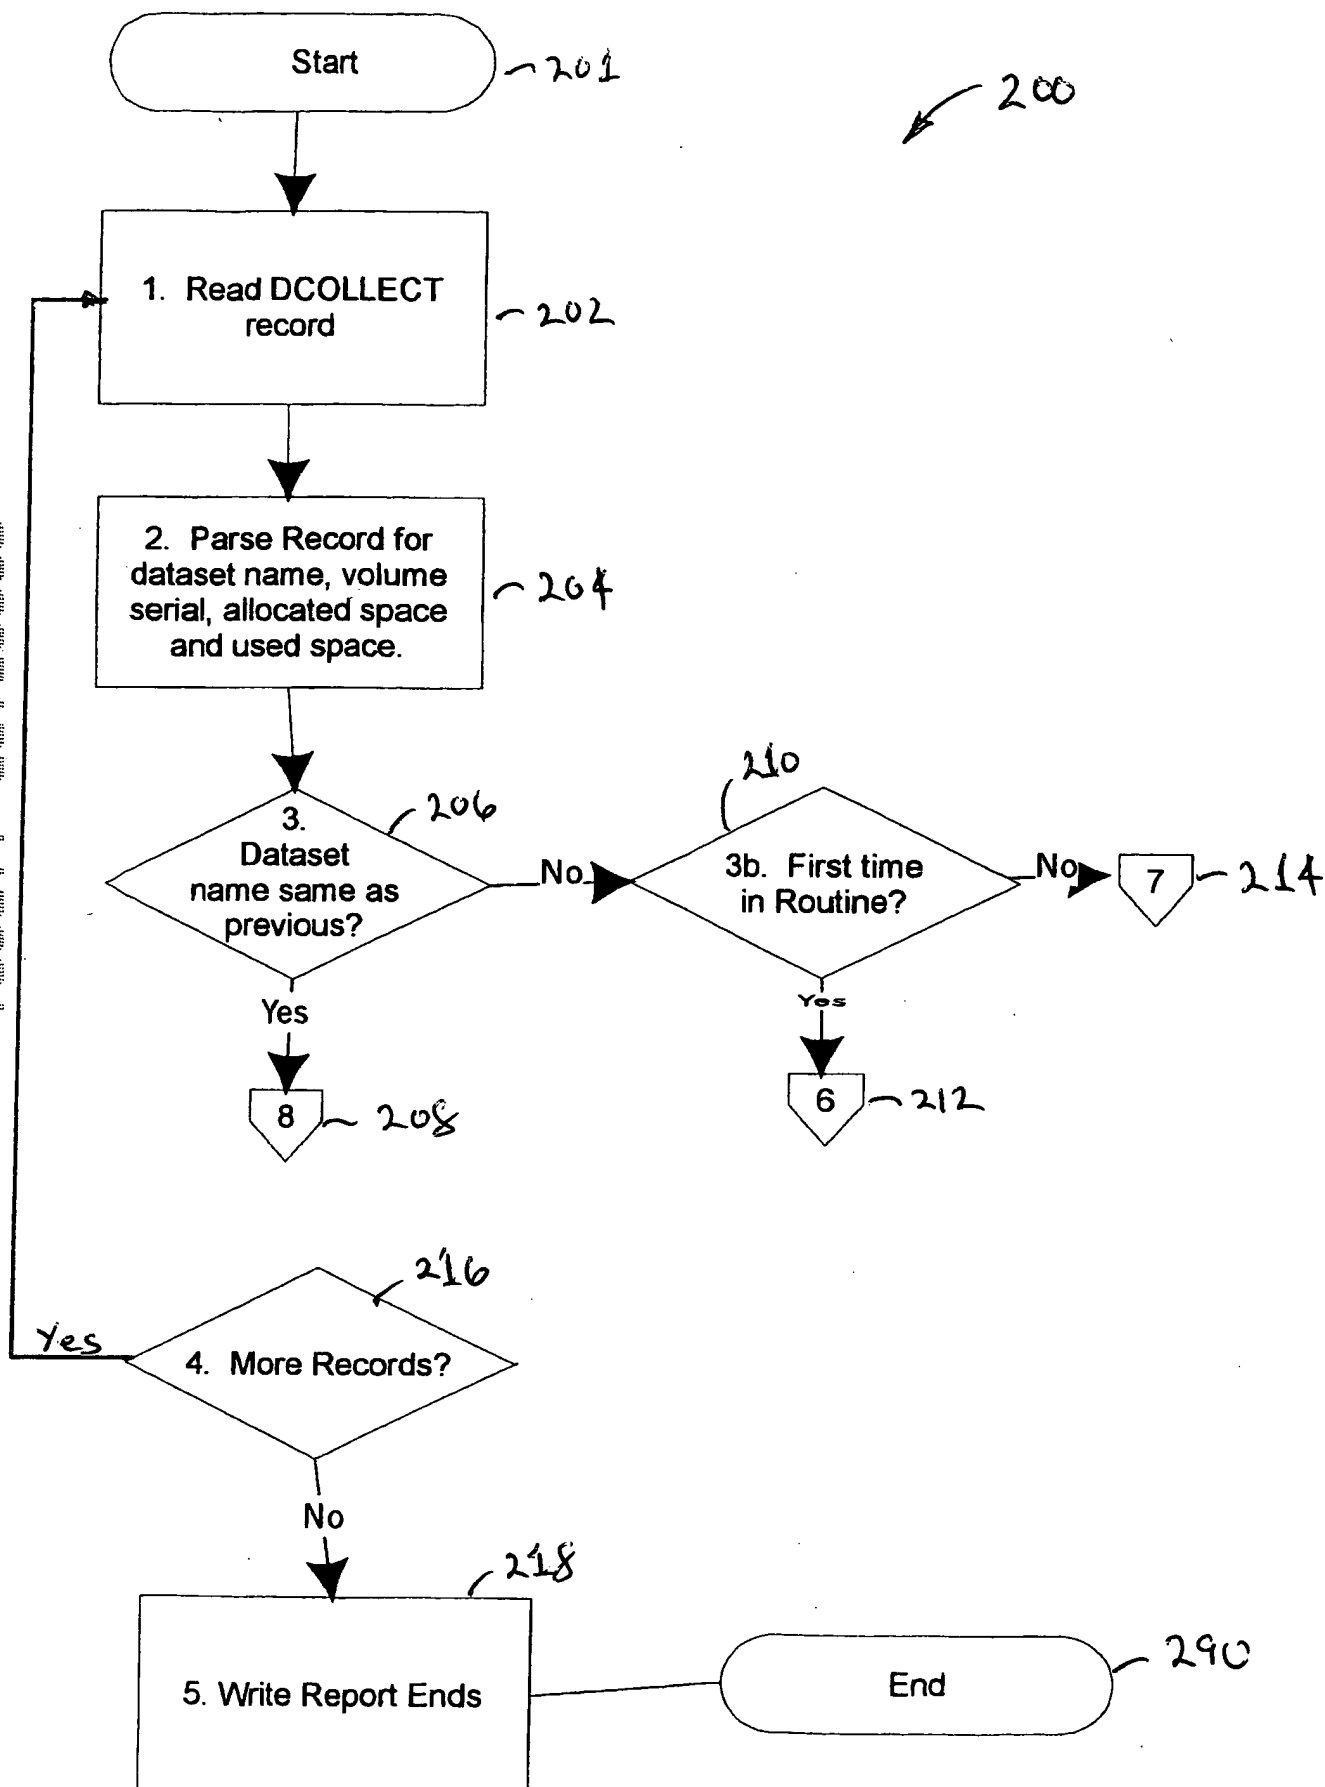 Start
201
200
1. Read DCOLLECT
record
202
2. Parse Record for
dataset name, volume
serial, allocated space
and used space.
204
3.
Dataset
name same as
previous?
206
No
210
3b. First time
in Routine?
No
7
214
Yes
8
208
Yes
6
212
216
4. More Records?
Yes
No
218
5. Write Report Ends
End
290